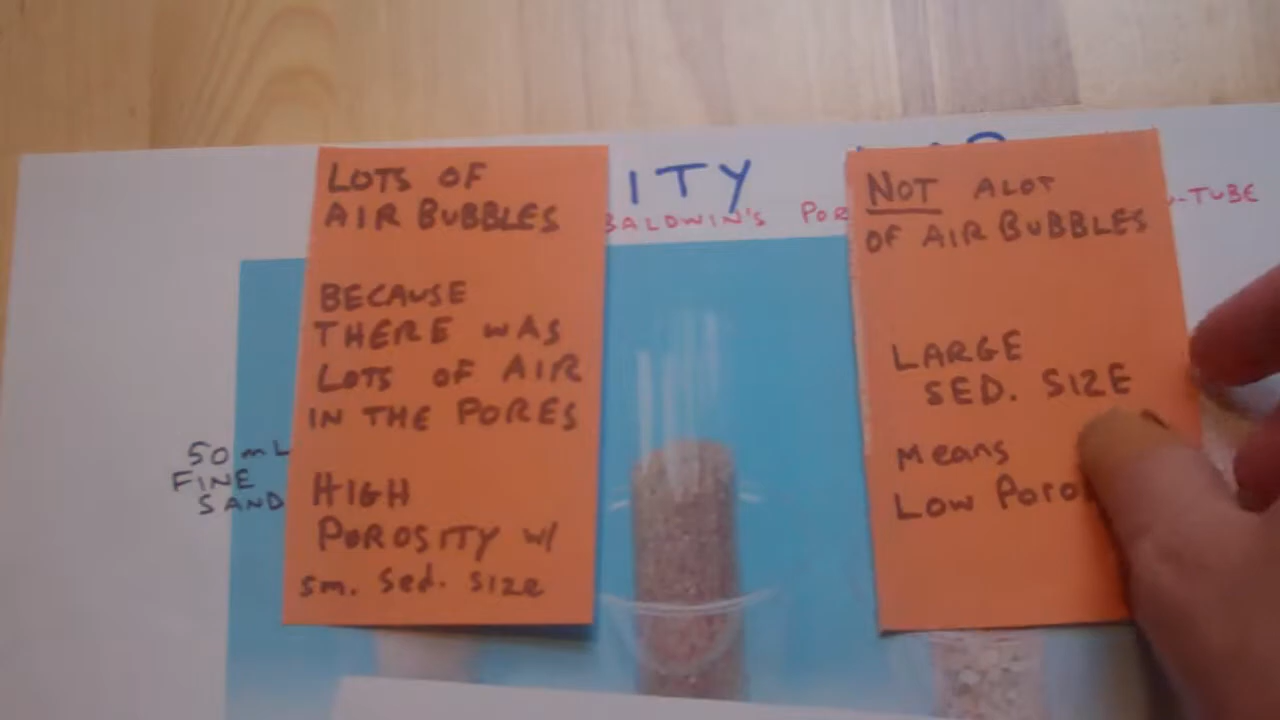 ITY
BALDWIN'S
TUBE
LOTS OF
AIR BUBBLES
BECAUSE
THERE WAS
LOTS OF AIR
IN THE PORES
HIGH
POROSITY W/
sm. sed. size
50 mL
FINE
SAND
NOT ALOT
OF AIR BUBBLES
LARGE
SED. SIZE
Means
Low Poro